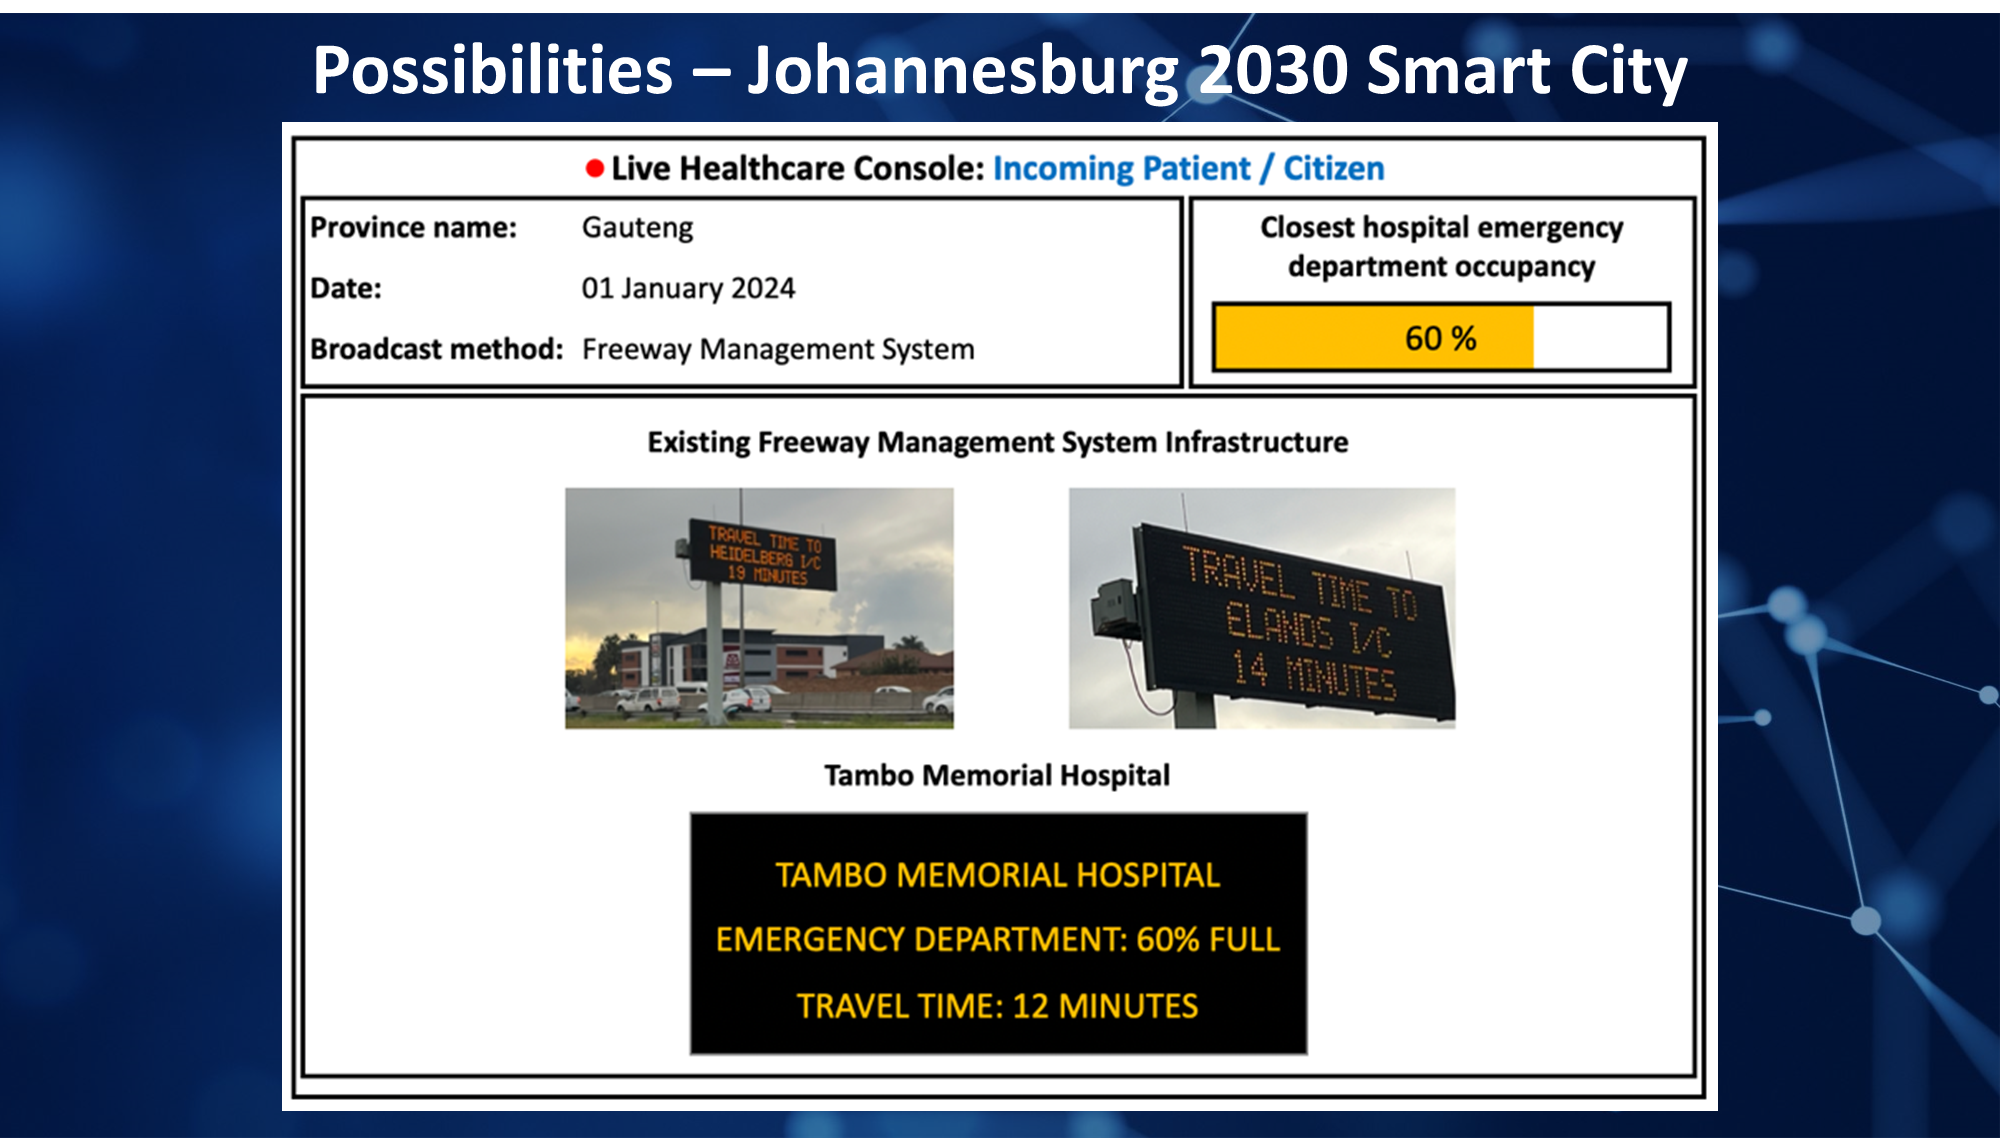 Possibilities – Johannesburg 2030 Smart City
Live Healthcare Console: Incoming Patient / Citizen
Province name: Gauteng
Date: 01 January 2024
Broadcast method: Freeway Management System
Closest hospital emergency
department occupancy
60 %
Existing Freeway Management System Infrastructure
TRAVEL TIME TO
HEIDELBERG I/C
19 MINUTES
TRAVEL TIME TO
ELANDS I/C
14 MINUTES
Tambo Memorial Hospital
TAMBO MEMORIAL HOSPITAL
EMERGENCY DEPARTMENT: 60% FULL
TRAVEL TIME: 12 MINUTES